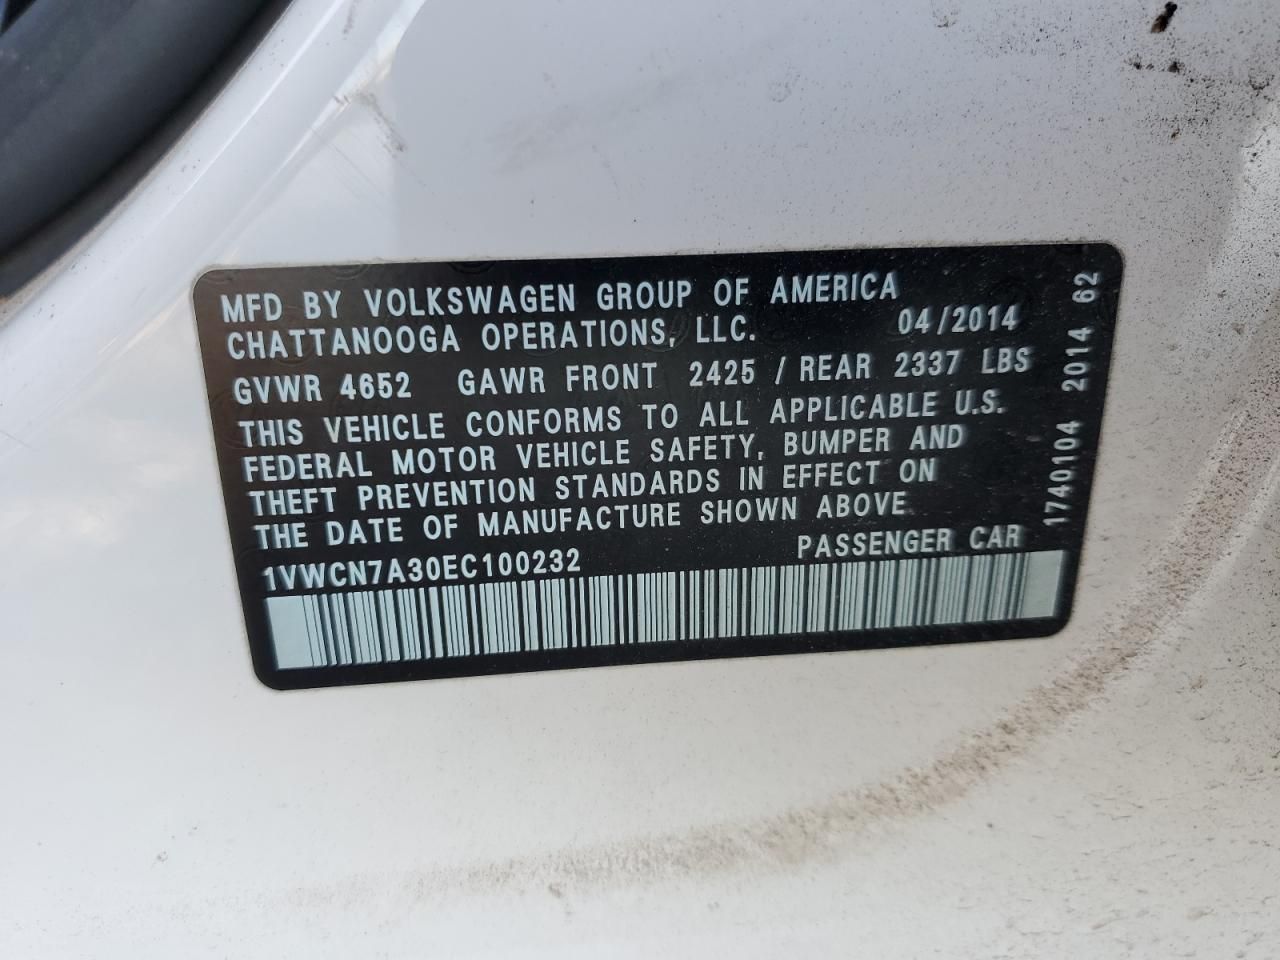 MFD BY VOLKSWAGEN GROUP OF AMERICA
CHATTANOOGA OPERATIONS, LLC. 04/2014
GVWR 4652 GAWR FRONT 2425 / REAR 2337 LBS
THIS VEHICLE CONFORMS TO ALL APPLICABLE U.S.
FEDERAL MOTOR VEHICLE SAFETY, BUMPER AND
THEFT PREVENTION STANDARDS IN EFFECT ON
THE DATE OF MANUFACTURE SHOWN ABOVE
1VWCN7A30EC100232 PASSENGER CAR
1740104 2014 62